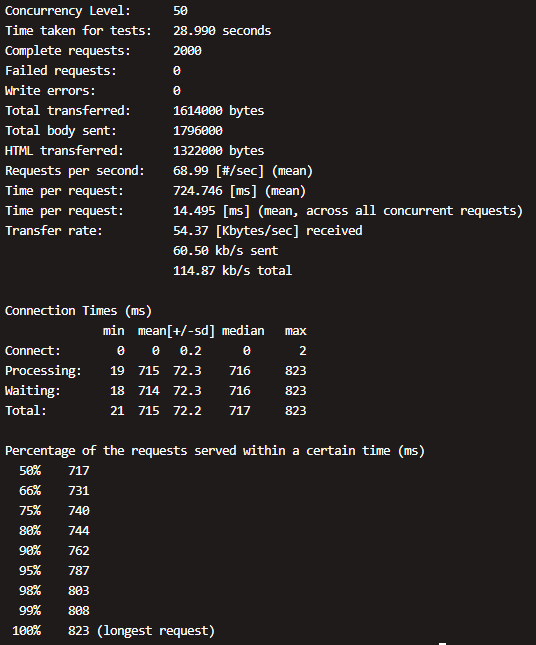 Concurrency Level:      50
Time taken for tests:   28.990 seconds
Complete requests:      2000
Failed requests:        0
Write errors:           0
Total transferred:      1614000 bytes
Total body sent:        1796000
HTML transferred:       1322000 bytes
Requests per second:    68.99 [#/sec] (mean)
Time per request:       724.746 [ms] (mean)
Time per request:       14.495 [ms] (mean, across all concurrent requests)
Transfer rate:          54.37 [Kbytes/sec] received
                        60.50 kb/s sent
                        114.87 kb/s total

Connection Times (ms)
              min  mean[+/-sd] median   max
Connect:        0    0   0.2      0       2
Processing:    19  715  72.3    716     823
Waiting:       18  714  72.3    716     823
Total:         21  715  72.2    717     823

Percentage of the requests served within a certain time (ms)
  50%    717
  66%    731
  75%    740
  80%    744
  90%    762
  95%    787
  98%    803
  99%    808
 100%    823 (longest request)